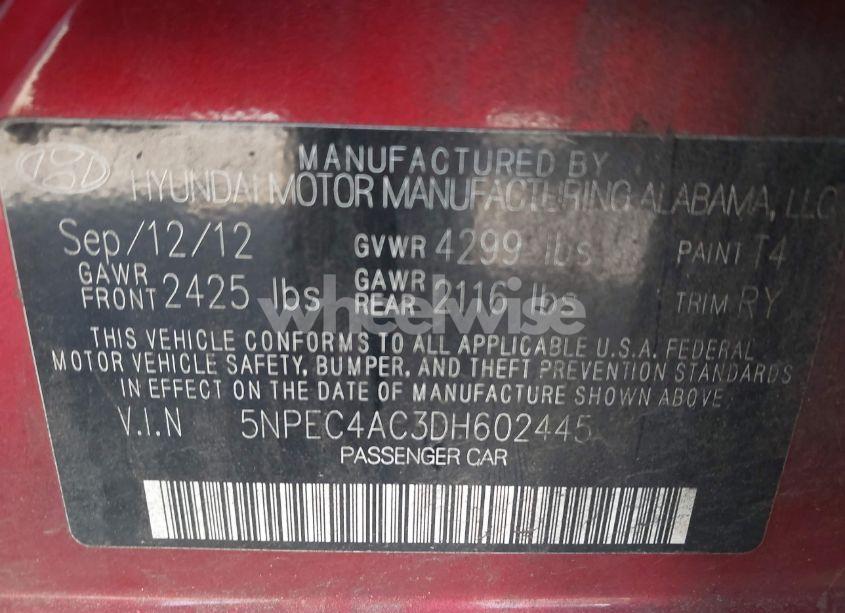 MANUFACTURED BY
HYUNDAI MOTOR MANUFACTURING ALABAMA, LLC
Sep/12/12 GVWR 4299 lbs PAINT T4
GAWR FRONT 2425 lbs GAWR REAR 2116 lbs TRIM RY
wheelwise
THIS VEHICLE CONFORMS TO ALL APPLICABLE U.S.A. FEDERAL
MOTOR VEHICLE SAFETY, BUMPER, AND THEFT PREVENTION STANDARDS
IN EFFECT ON THE DATE OF MANUFACTURE SHOWN ABOVE.
V.I.N 5NPEC4AC3DH602445
PASSENGER CAR